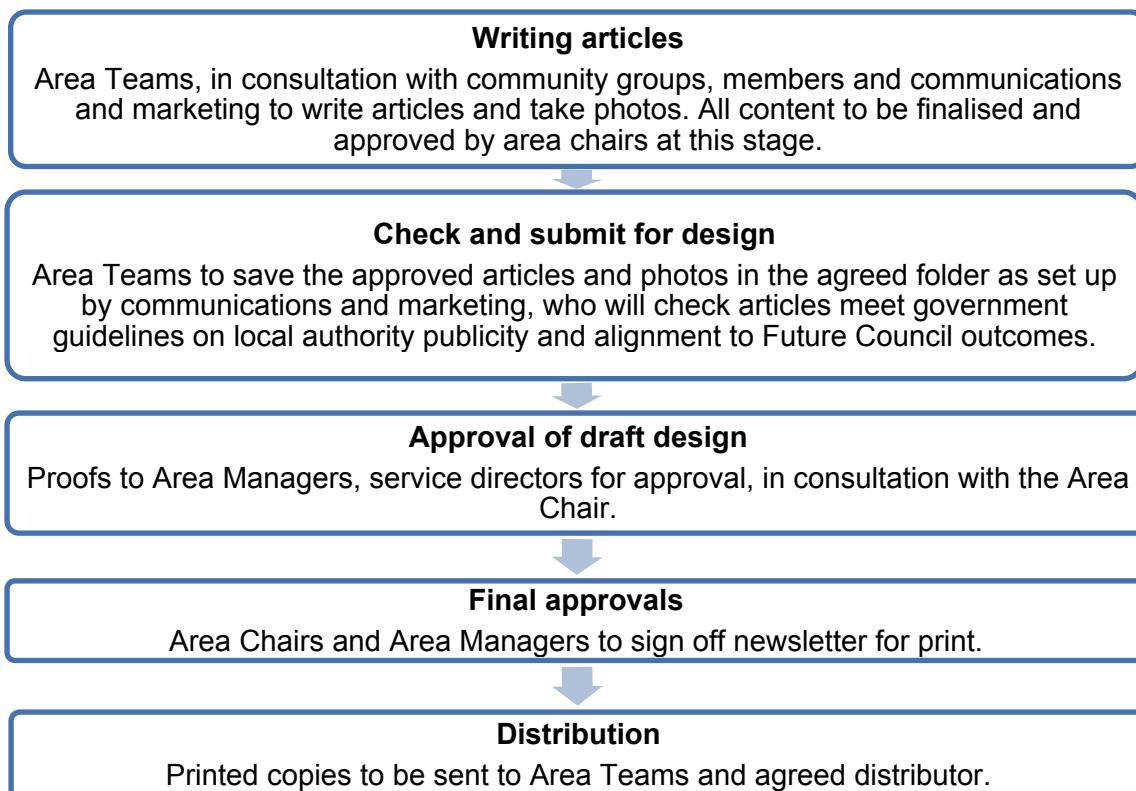 Writing articles
Area Teams, in consultation with community groups, members and communications
and marketing to write articles and take photos. All content to be finalised and
approved by area chairs at this stage.
Check and submit for design
Area Teams to save the approved articles and photos in the agreed folder as set up
by communications and marketing, who will check articles meet government
guidelines on local authority publicity and alignment to Future Council outcomes.
Approval of draft design
Proofs to Area Managers, service directors for approval, in consultation with the Area
Chair.
Final approvals
Area Chairs and Area Managers to sign off newsletter for print.
Distribution
Printed copies to be sent to Area Teams and agreed distributor.